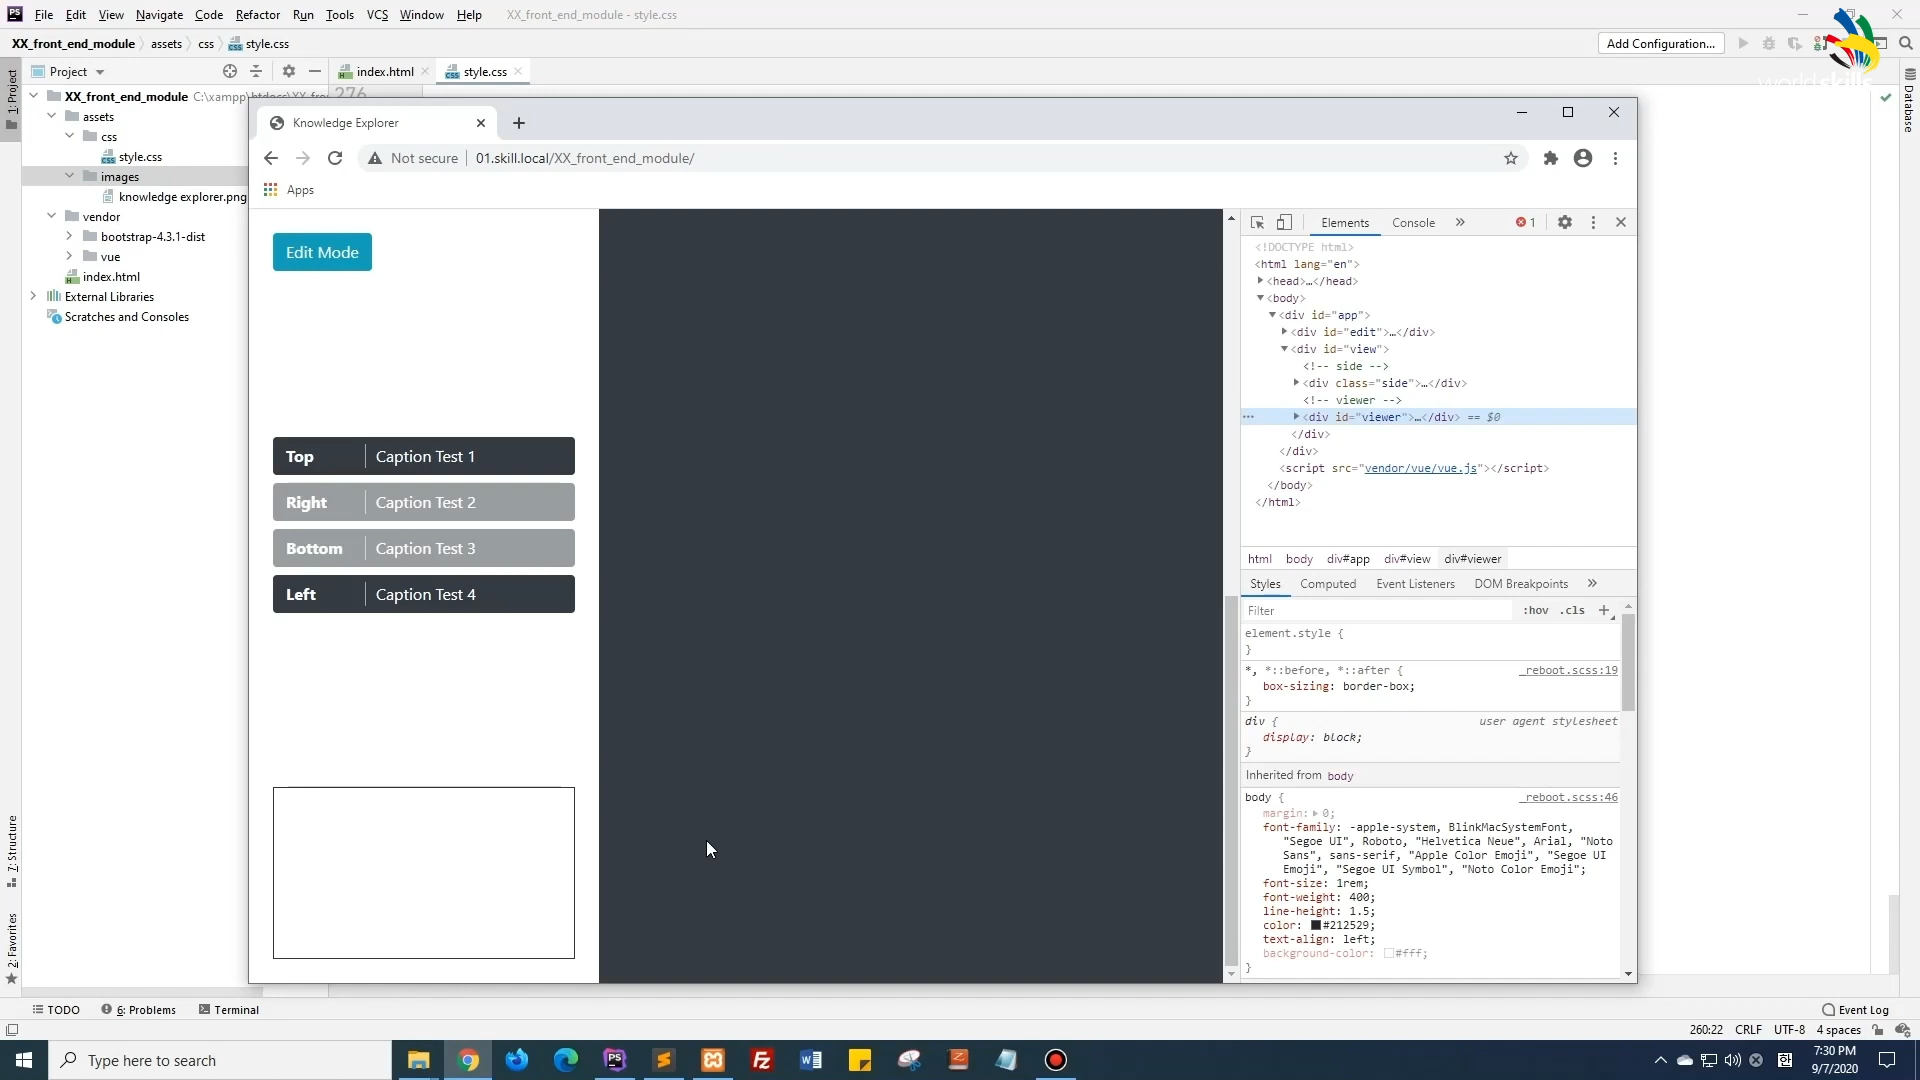 File Edit View Navigate Code Refactor Run Tools VCS Window Help XX_front_end_module - style.css
XX_front_end_module assets css style.css
Add Configuration...
worldskills
1: Project
Project
index.html
style.css
Database
XX_front_end_module C:\xampp\htdocs\XX_fron
276
assets
css
style.css
images
knowledge explorer.png
vendor
bootstrap-4.3.1-dist
vue
index.html
External Libraries
Scratches and Consoles
7: Structure
2: Favorites
Knowledge Explorer
Not secure 01.skill.local/XX_front_end_module/
Apps
Edit Mode
Top Caption Test 1
Right Caption Test 2
Bottom Caption Test 3
Left Caption Test 4
Elements Console » 1
<!DOCTYPE html>
<html lang="en">
<head>…</head>
<body>
<div id="app">
<div id="edit">…</div>
<div id="view">
<!-- side -->
<div class="side">…</div>
<!-- viewer -->
<div id="viewer">…</div> == $0
</div>
</div>
<script src="vendor/vue/vue.js"></script>
</body>
</html>
html body div#app div#view div#viewer
Styles Computed Event Listeners DOM Breakpoints »
Filter :hov .cls +
element.style {
}
*, *::before, *::after { _reboot.scss:19
box-sizing: border-box;
}
div { user agent stylesheet
display: block;
}
Inherited from body
body { _reboot.scss:46
margin: 0;
font-family: -apple-system, BlinkMacSystemFont,
"Segoe UI", Roboto, "Helvetica Neue", Arial, "Noto
Sans", sans-serif, "Apple Color Emoji", "Segoe UI
Emoji", "Segoe UI Symbol", "Noto Color Emoji";
font-size: 1rem;
font-weight: 400;
line-height: 1.5;
color: #212529;
text-align: left;
background-color: #fff;
}
TODO 6: Problems Terminal
Event Log
260:22 CRLF UTF-8 4 spaces
Type here to search
7:30 PM
9/7/2020